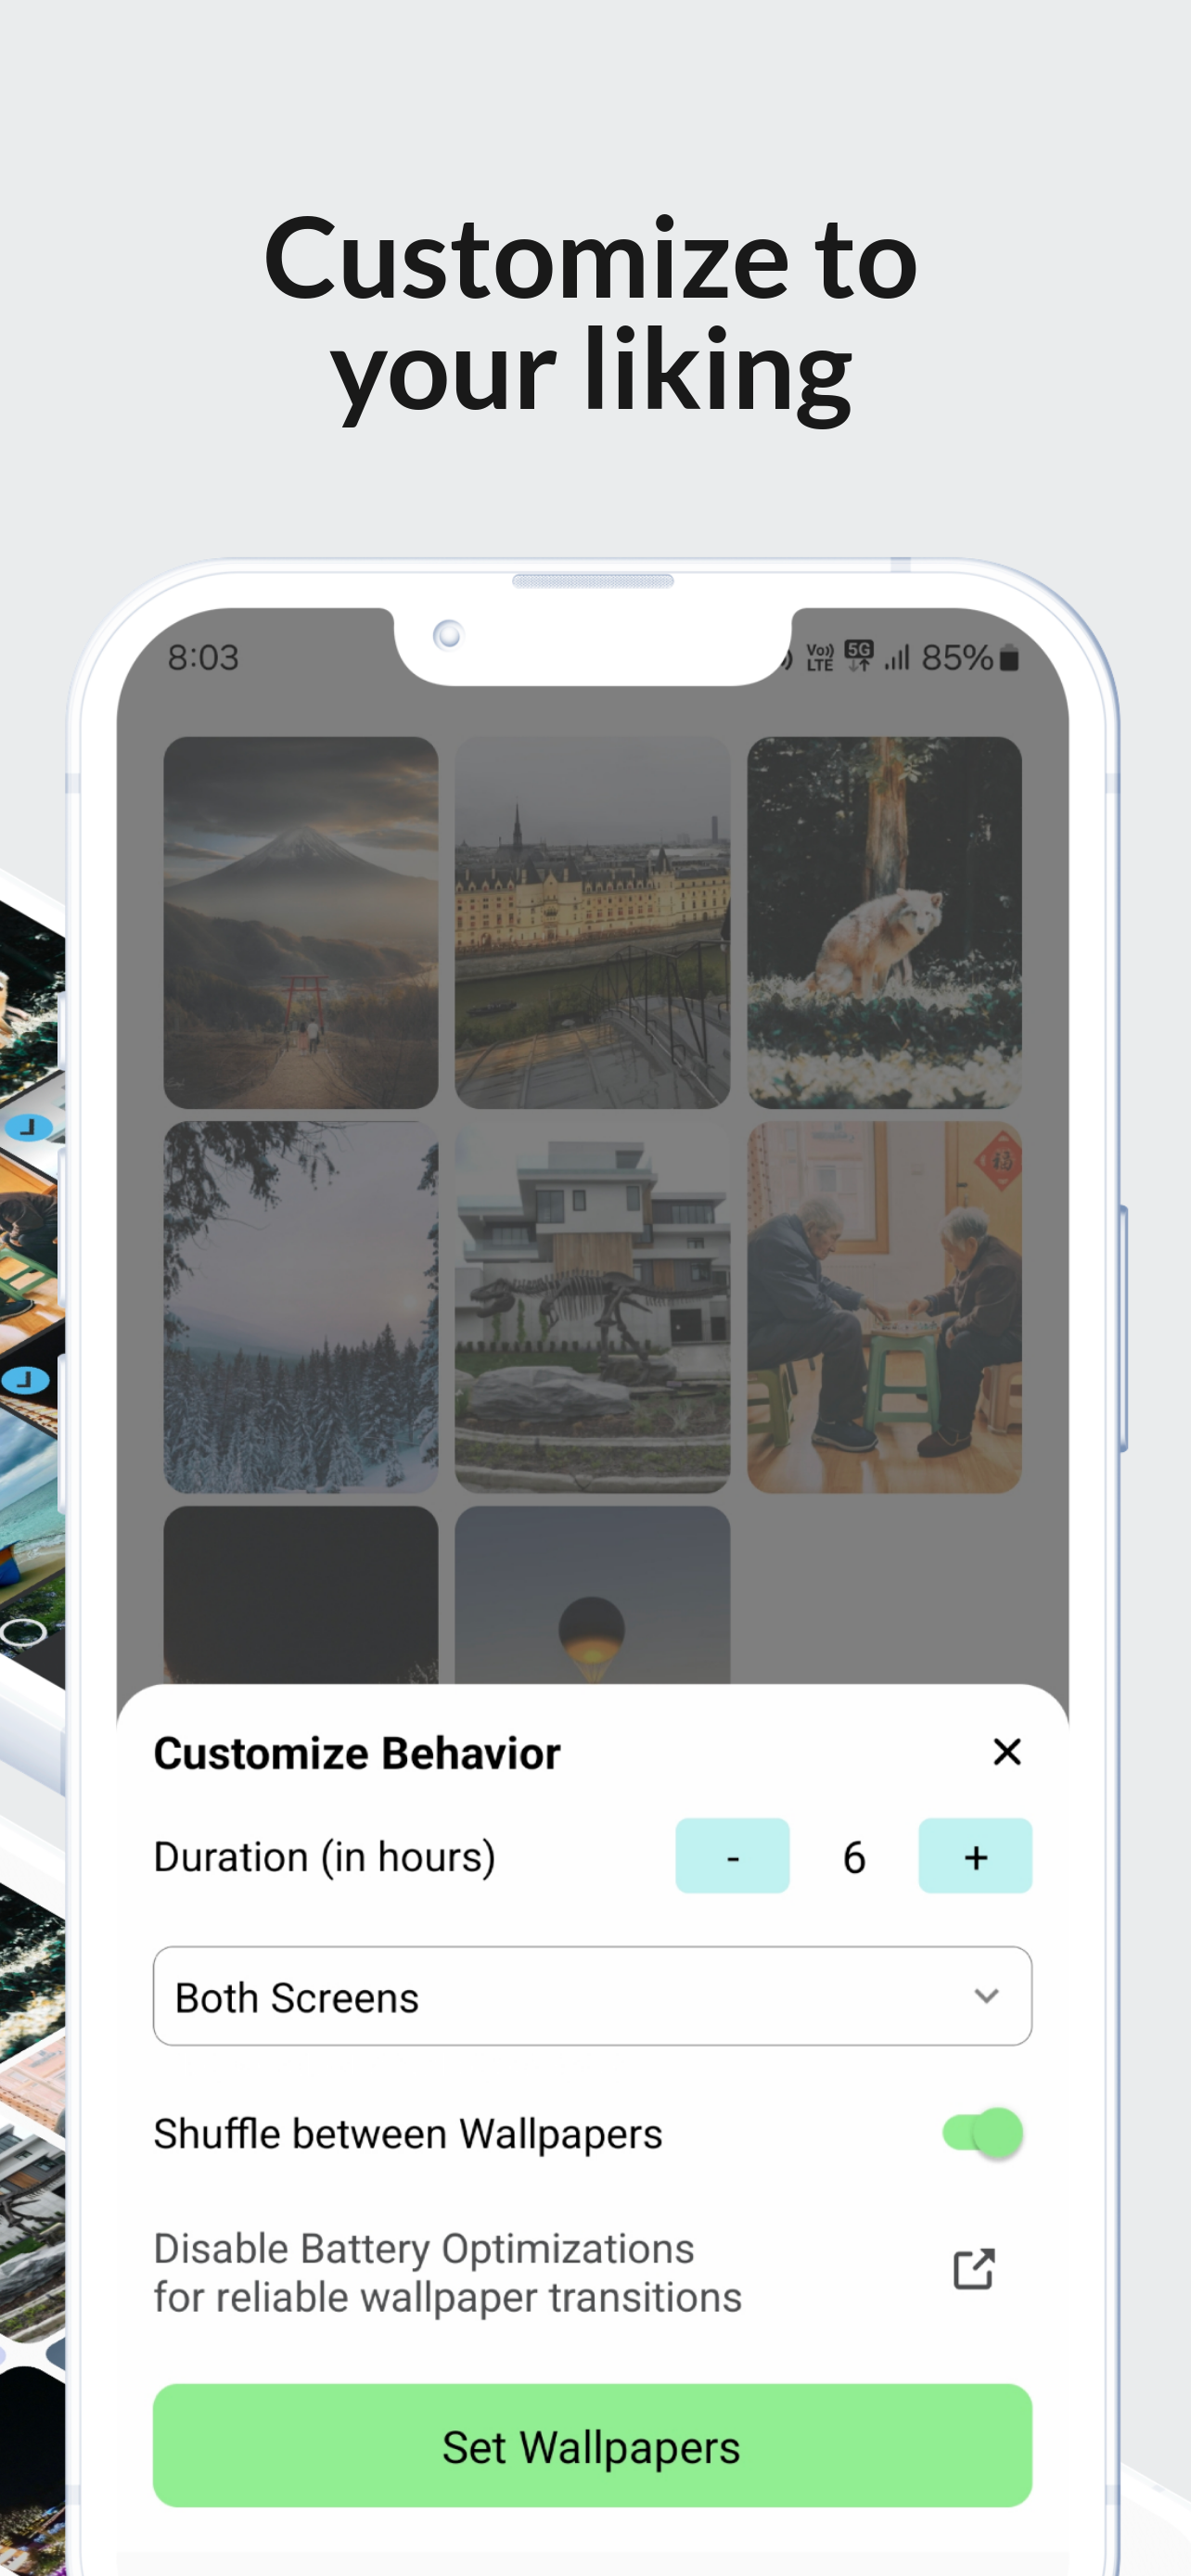 Customize to
your liking
8:03
Vo)) LTE 5G 85%
福
Customize Behavior
Duration (in hours) - 6 +
Both Screens
Shuffle between Wallpapers
Disable Battery Optimizations
for reliable wallpaper transitions
Set Wallpapers